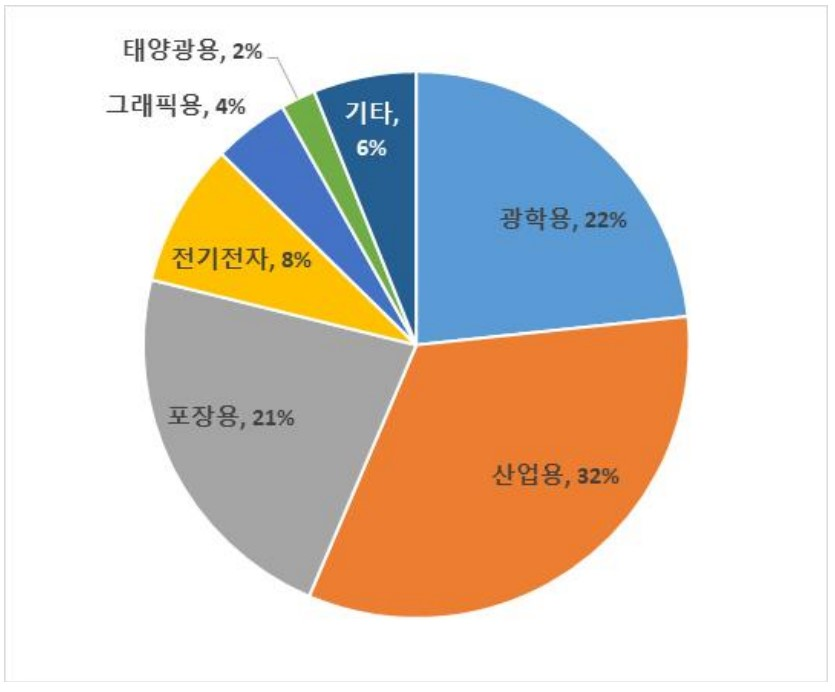 태양광용, 2%
그래픽용, 4%
기타,
6%
광학용, 22%
전기전자, 8%
포장용, 21%
산업용, 32%